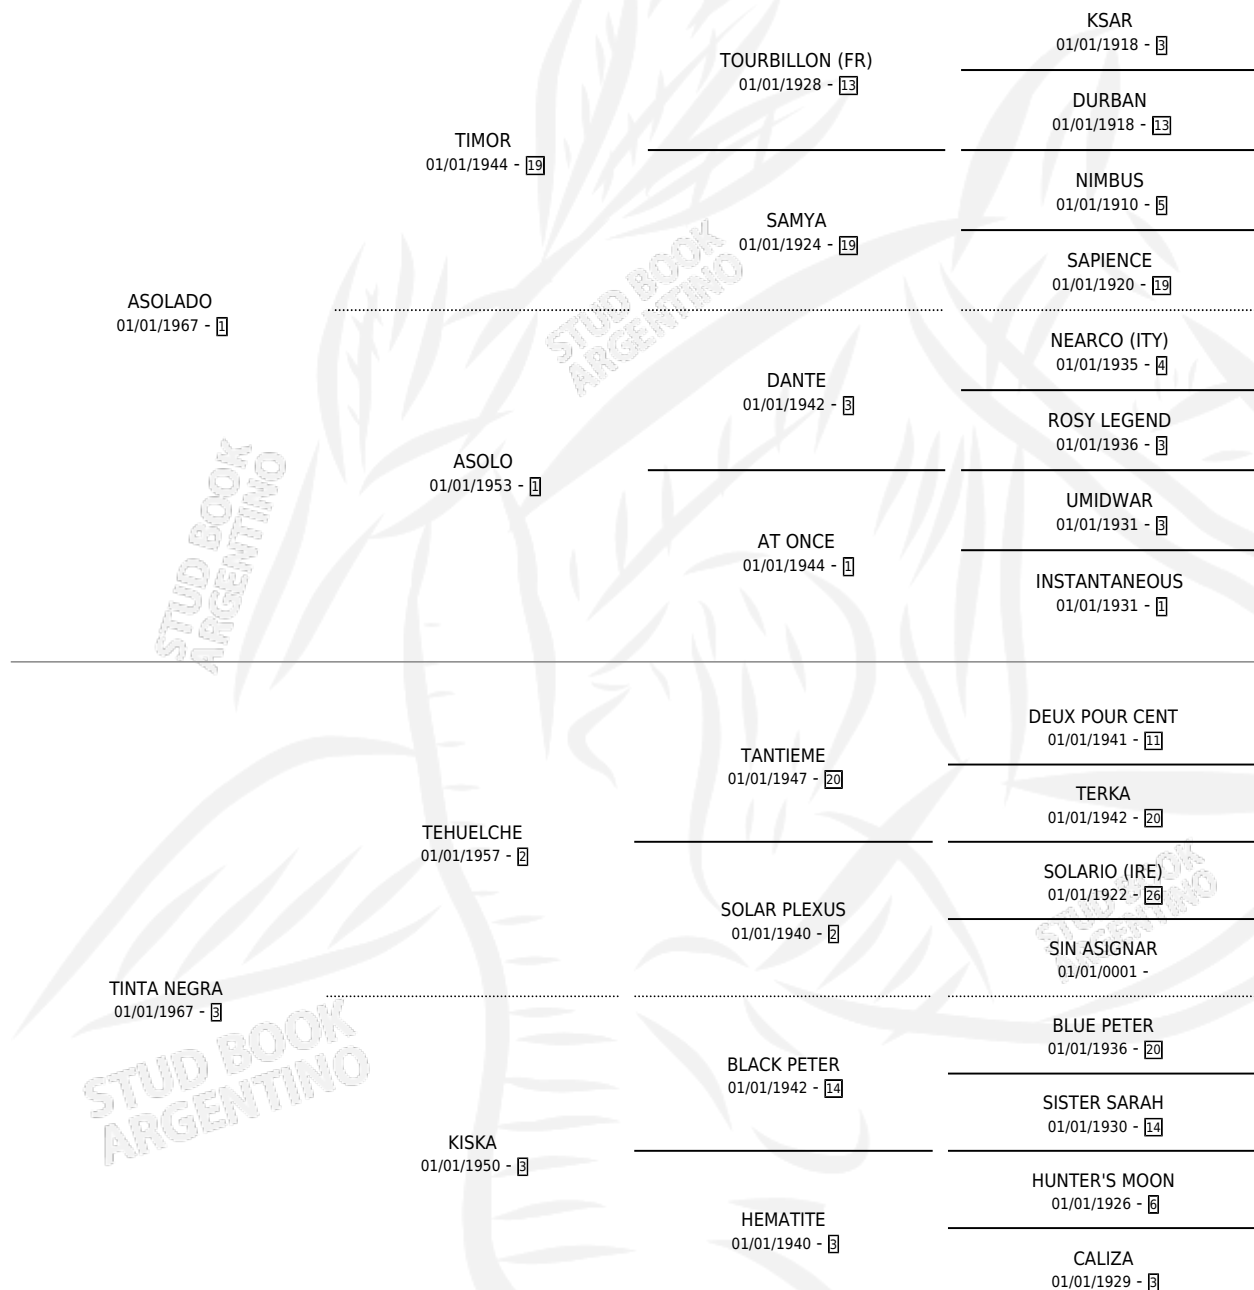 ASOLADO
01/01/1967 - 1
TIMOR
01/01/1944 - 19
ASOLO
01/01/1953 - 1
TOURBILLON (FR)
01/01/1928 - 13
SAMYA
01/01/1924 - 19
DANTE
01/01/1942 - 3
AT ONCE
01/01/1944 - 1
KSAR
01/01/1918 - 3
DURBAN
01/01/1918 - 13
NIMBUS
01/01/1910 - 5
SAPIENCE
01/01/1920 - 19
NEARCO (ITY)
01/01/1935 - 4
ROSY LEGEND
01/01/1936 - 3
UMIDWAR
01/01/1931 - 3
INSTANTANEOUS
01/01/1931 - 1
STUD BOOK
ARGENTINO
STUD BOOK
ARGENTINO
TINTA NEGRA
01/01/1967 - 3
TEHUELCHE
01/01/1957 - 2
KISKA
01/01/1950 - 3
TANTIEME
01/01/1947 - 20
SOLAR PLEXUS
01/01/1940 - 2
BLACK PETER
01/01/1942 - 14
HEMATITE
01/01/1940 - 3
DEUX POUR CENT
01/01/1941 - 11
TERKA
01/01/1942 - 20
SOLARIO (IRE)
01/01/1922 - 26
SIN ASIGNAR
01/01/0001 -
BLUE PETER
01/01/1936 - 20
SISTER SARAH
01/01/1930 - 14
HUNTER'S MOON
01/01/1926 - 6
CALIZA
01/01/1929 - 3
STUD BOOK
ARGENTINO
STUD BOOK
ARGENTINO